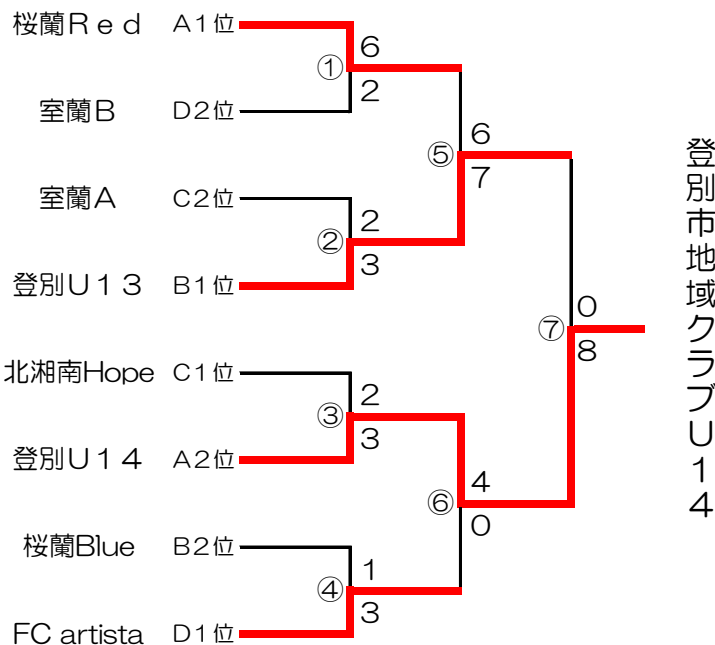 桜蘭Ｒｅｄ A1位
6
①
2
室蘭B D2位
6
⑤
7
室蘭A C2位
2
②
3
登別U１３ B1位
0
⑦
8
北湘南Hope C1位
2
③
3
登別U１４ A2位
4
⑥
0
桜蘭Blue B2位
1
④
3
FC artista D1位
登別市地域クラブU１４